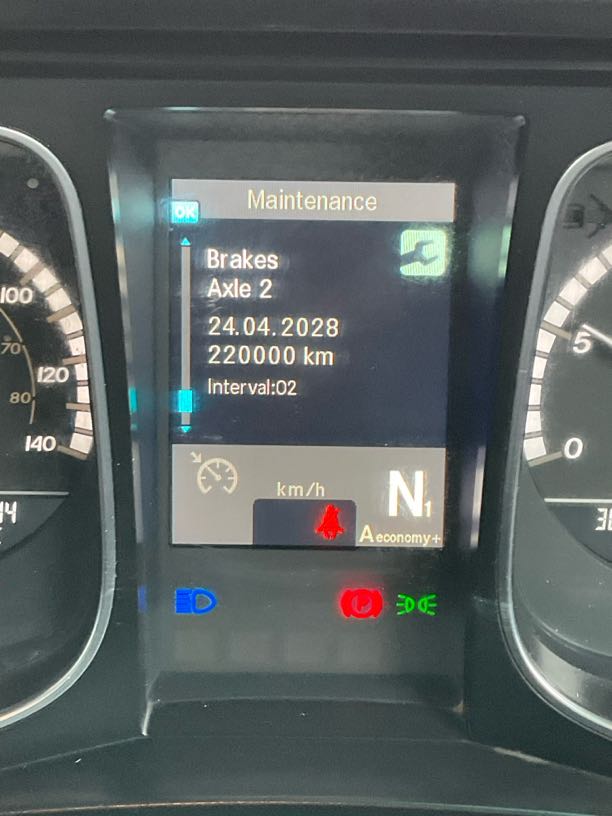 Maintenance
OK
Brakes
Axle 2
24.04.2028
220000 km
Interval:02
km/h
N1
A economy+
100
70
120
80
140
5
0
P